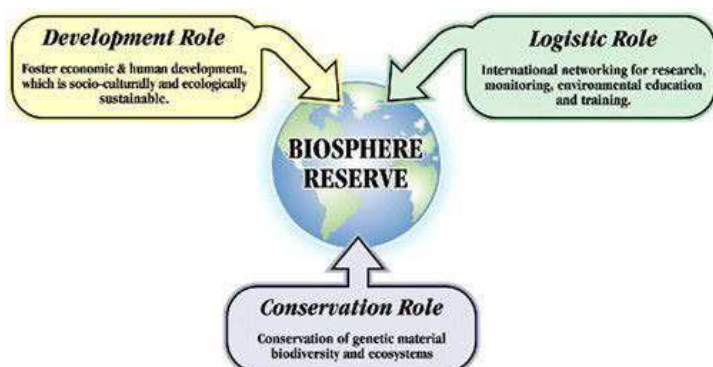 Development Role
Foster economic & human development,
which is socio-culturally and ecologically
sustainable.
Logistic Role
International networking for research,
monitoring, environmental education
and training.
BIOSPHERE
RESERVE
Conservation Role
Conservation of genetic material
biodiversity and ecosystems